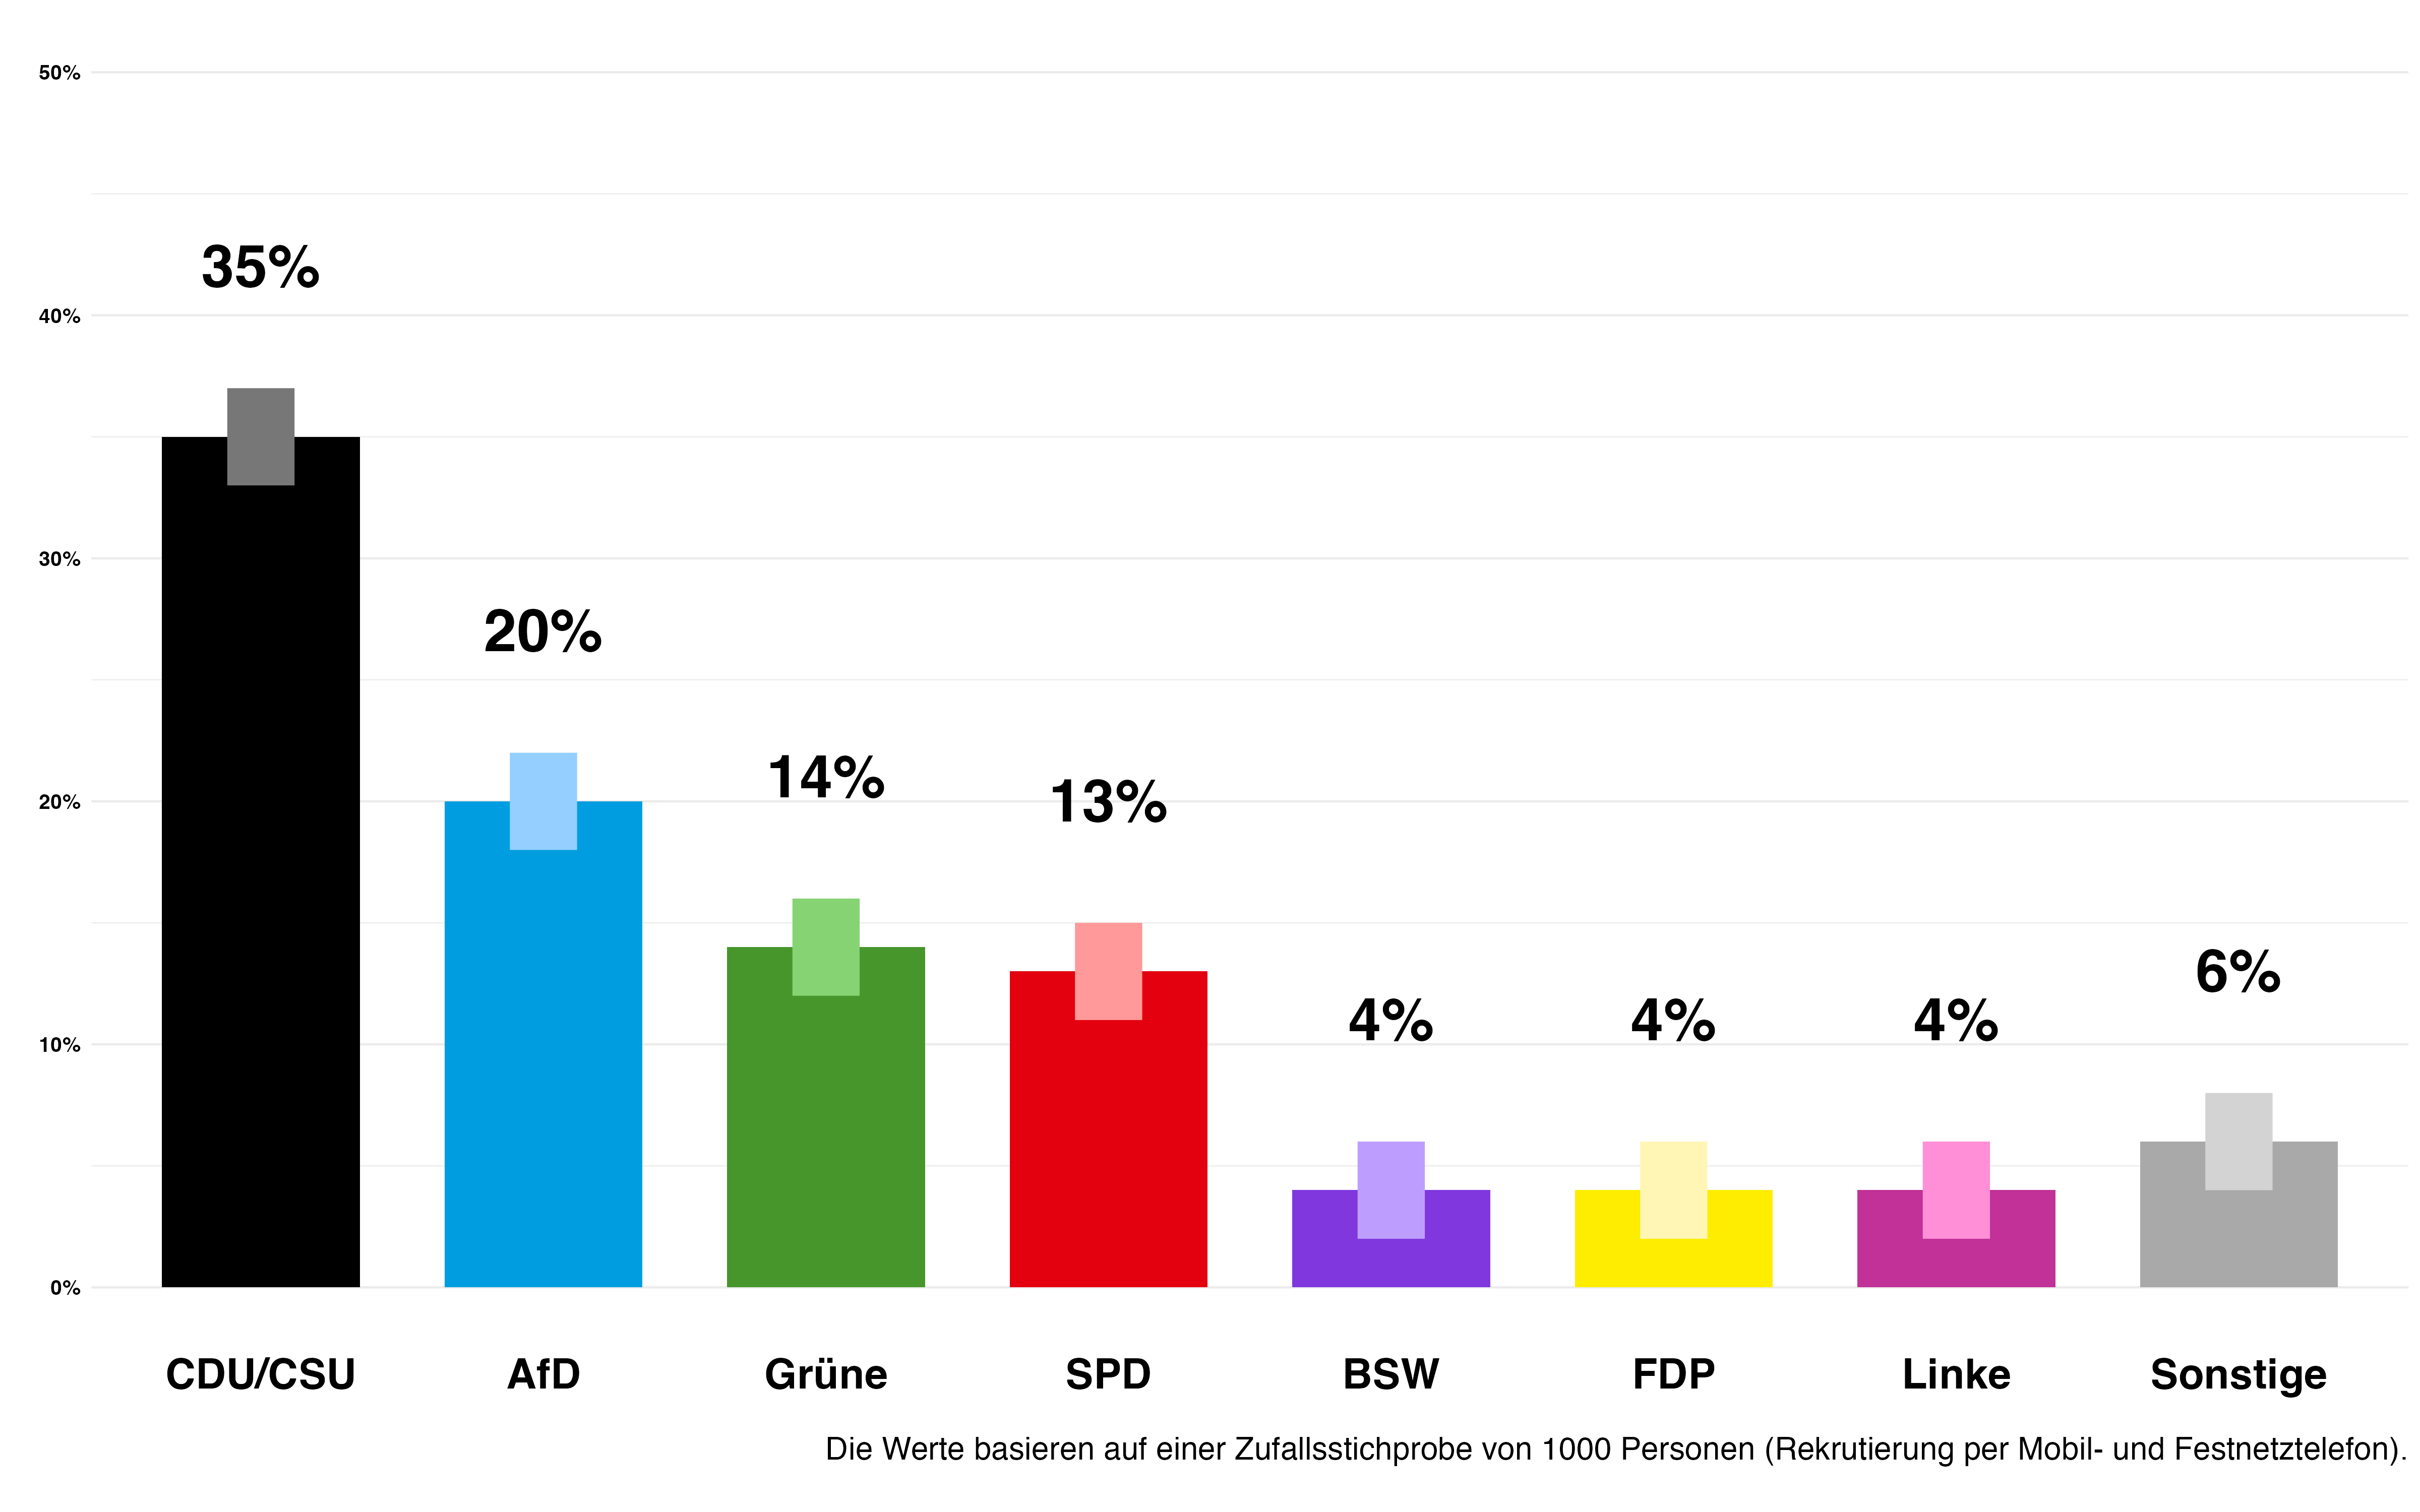 50%
35%
40%
30%
20%
14%
13%
20%
6%
4%
4%
4%
10%
0%
CDU/CSU
AfD
Grüne
SPD
BSW
FDP
Linke
Sonstige
Die Werte basieren auf einer Zufallsstichprobe von 1000 Personen (Rekrutierung per Mobil- und Festnetztelefon).